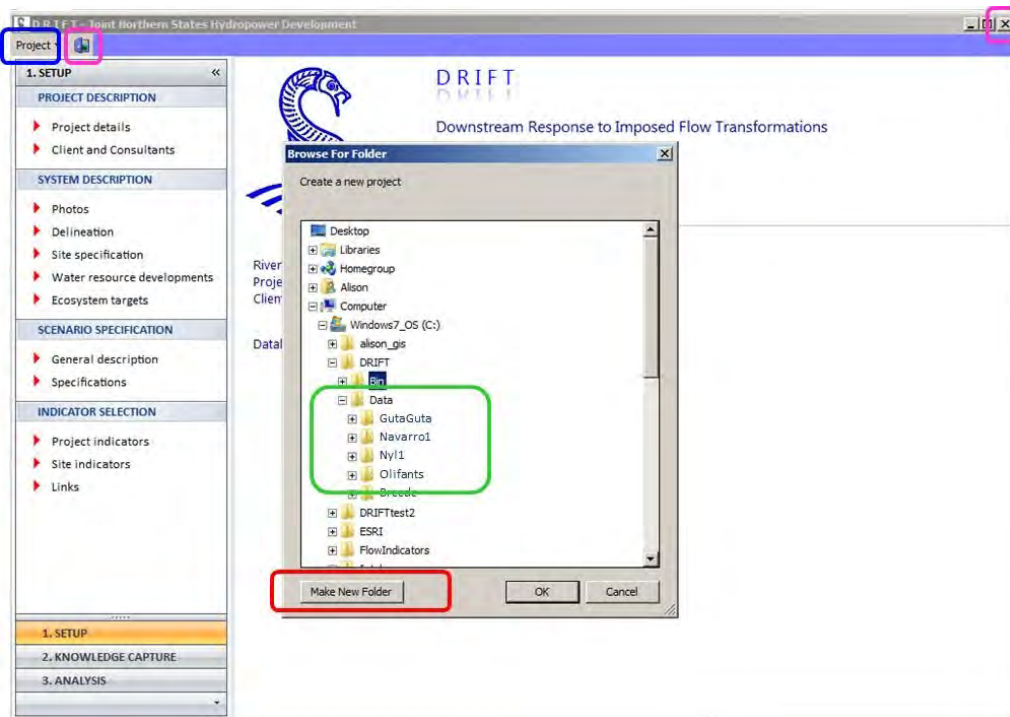 D R I F T - Joint Northern States Hydropower Development
Project
1. SETUP «
PROJECT DESCRIPTION
Project details
Client and Consultants
SYSTEM DESCRIPTION
Photos
Delineation
Site specification
Water resource developments
Ecosystem targets
SCENARIO SPECIFICATION
General description
Specifications
INDICATOR SELECTION
Project indicators
Site indicators
Links
1. SETUP
2. KNOWLEDGE CAPTURE
3. ANALYSIS
D R I F T
Downstream Response to Imposed Flow Transformations
River
Proje
Clien
Datal
Browse For Folder
Create a new project
Desktop
Libraries
Homegroup
Alison
Computer
Windows7_OS (C:)
alison_gis
DRIFT
Bin
Data
GutaGuta
Navarro1
Nyl1
Olifants
Breede
DRIFTtest2
ESRI
FlowIndicators
Make New Folder
OK
Cancel